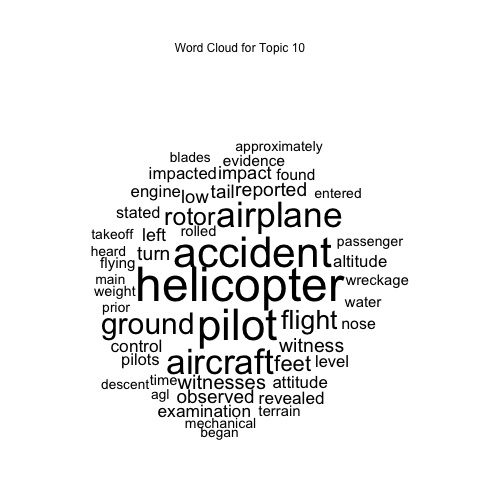 Word Cloud for Topic 10
approximately
blades evidence
impacted impact found
engine low tail reported entered
stated rotor airplane
takeoff left rolled
heard turn accident passenger
flying altitude
main helicopter wreckage
weight
prior water
ground pilot flight nose
control witness
pilots aircraft feet level
descent time witnesses attitude
agl observed revealed
examination terrain
mechanical
began